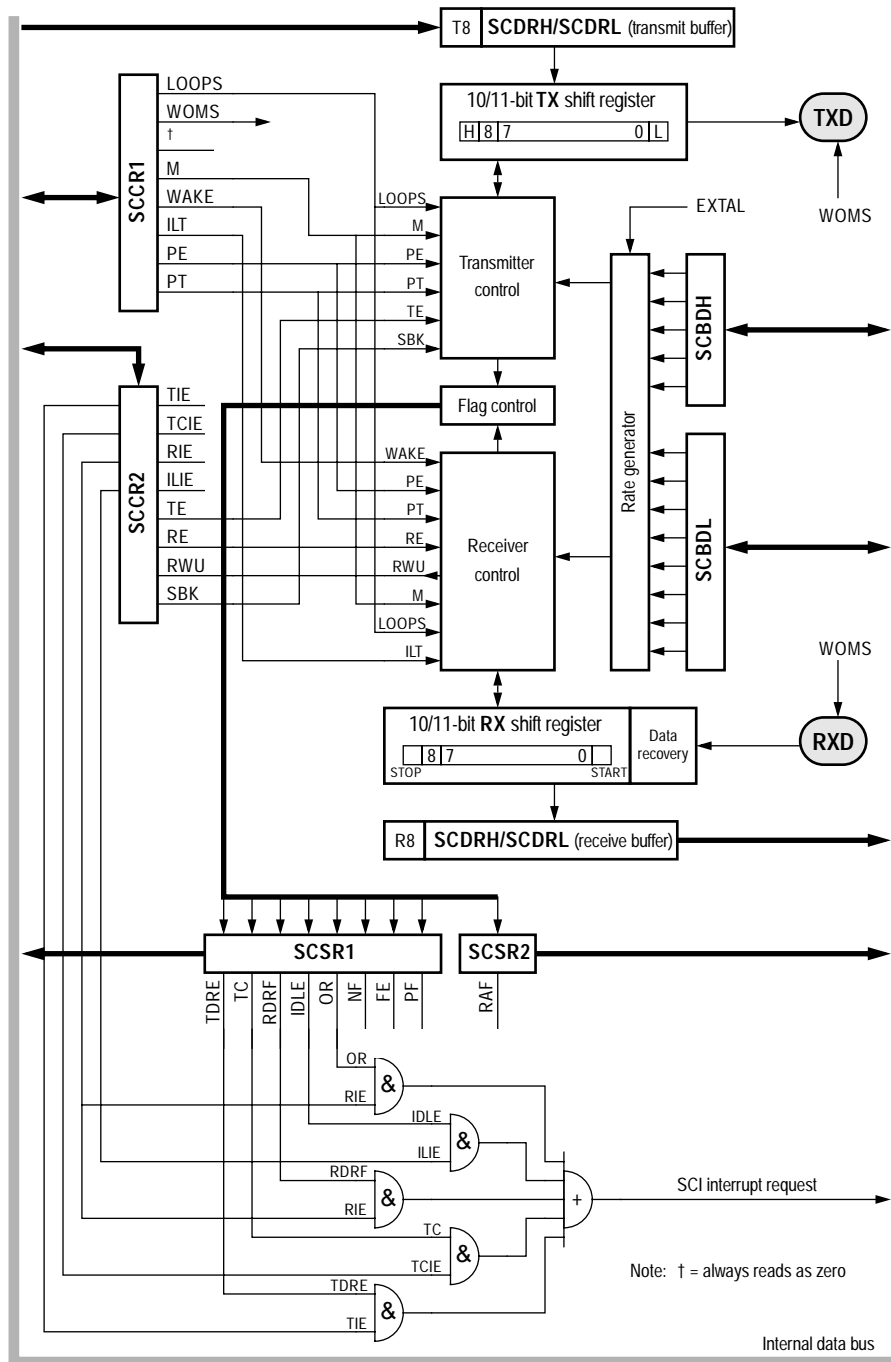 T8 SCDRH/SCDRL (transmit buffer)
10/11-bit TX shift register
H 8 7 0 L
TXD
WOMS
SCCR1
LOOPS
WOMS
†
M
WAKE
ILT
PE
PT
LOOPS
M
PE
PT
TE
SBK
Transmitter
control
EXTAL
Rate generator
SCBDH
SCBDL
Flag control
SCCR2
TIE
TCIE
RIE
ILIE
TE
RE
RWU
SBK
WAKE
PE
PT
RE
RWU
M
LOOPS
ILT
Receiver
control
WOMS
RXD
10/11-bit RX shift register
8 7 0
STOP START
Data
recovery
R8 SCDRH/SCDRL (receive buffer)
SCSR1
SCSR2
TDRE
TC
RDRF
IDLE
OR
NF
FE
PF
RAF
OR
&
RIE
IDLE
&
ILIE
RDRF
&
RIE
+
SCI interrupt request
TC
&
TCIE
TDRE
&
TIE
Note: † = always reads as zero
Internal data bus